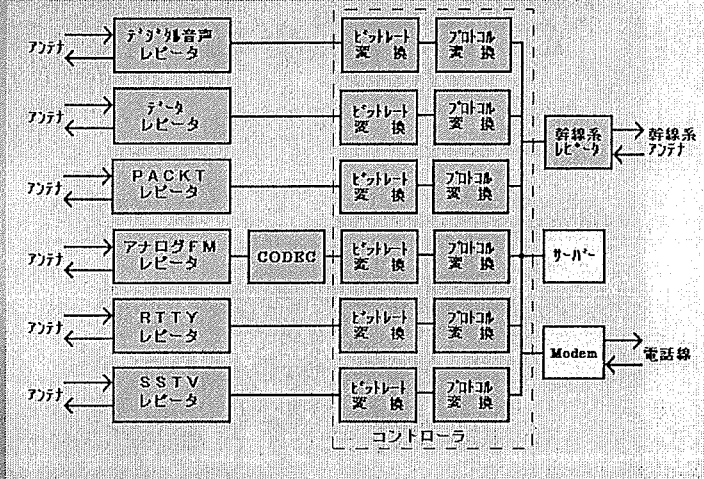 アンテナ
デジタル音声
レピータ
ビットレート
変 換
プロトコル
変 換
アンテナ
データ
レピータ
ビットレート
変 換
プロトコル
変 換
幹線系
レピータ
幹線系
アンテナ
アンテナ
PACKT
レピータ
ビットレート
変 換
プロトコル
変 換
アンテナ
アナログFM
レピータ
CODEC
ビットレート
変 換
プロトコル
変 換
サーバー
アンテナ
RTTY
レピータ
ビットレート
変 換
プロトコル
変 換
Modem
電話線
アンテナ
SSTV
レピータ
ビットレート
変 換
プロトコル
変 換
コントローラ